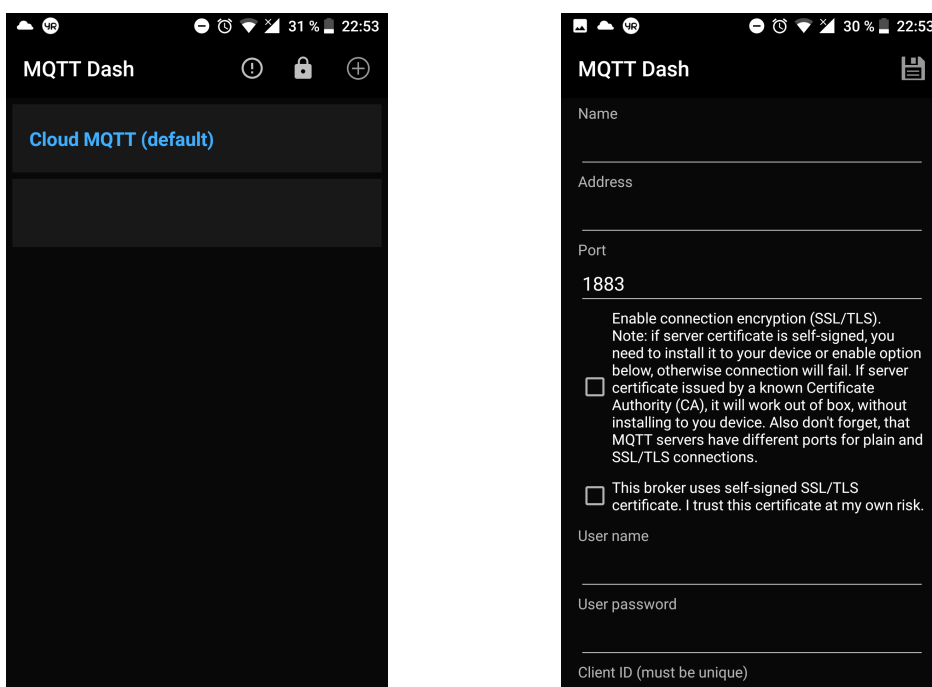 31 % 22:53
MQTT Dash
Cloud MQTT (default)
30 % 22:53
MQTT Dash
Name
Address
Port
1883
Enable connection encryption (SSL/TLS).
Note: if server certificate is self-signed, you
need to install it to your device or enable option
below, otherwise connection will fail. If server
certificate issued by a known Certificate
Authority (CA), it will work out of box, without
installing to you device. Also don't forget, that
MQTT servers have different ports for plain and
SSL/TLS connections.
This broker uses self-signed SSL/TLS
certificate. I trust this certificate at my own risk.
User name
User password
Client ID (must be unique)